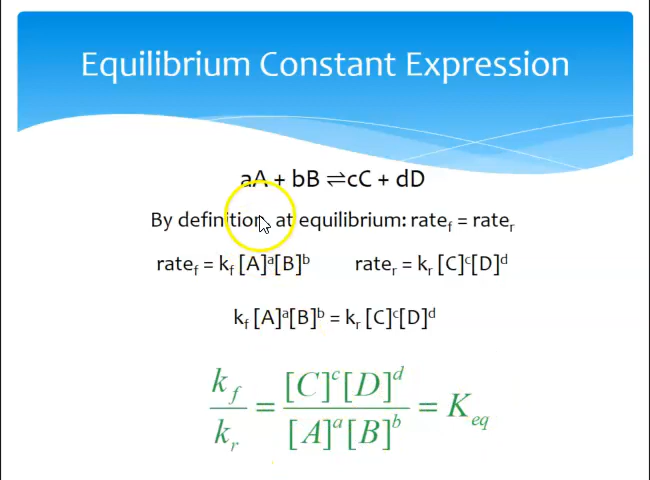 Equilibrium Constant Expression
aA + bB ⇌cC + dD
By definition, at equilibrium: rate_f = rate_r
rate_f = k_f [A]^a[B]^b rate_r = k_r [C]^c[D]^d
k_f [A]^a[B]^b = k_r [C]^c[D]^d
k_f / k_r = [C]^c[D]^d / [A]^a[B]^b = K_eq